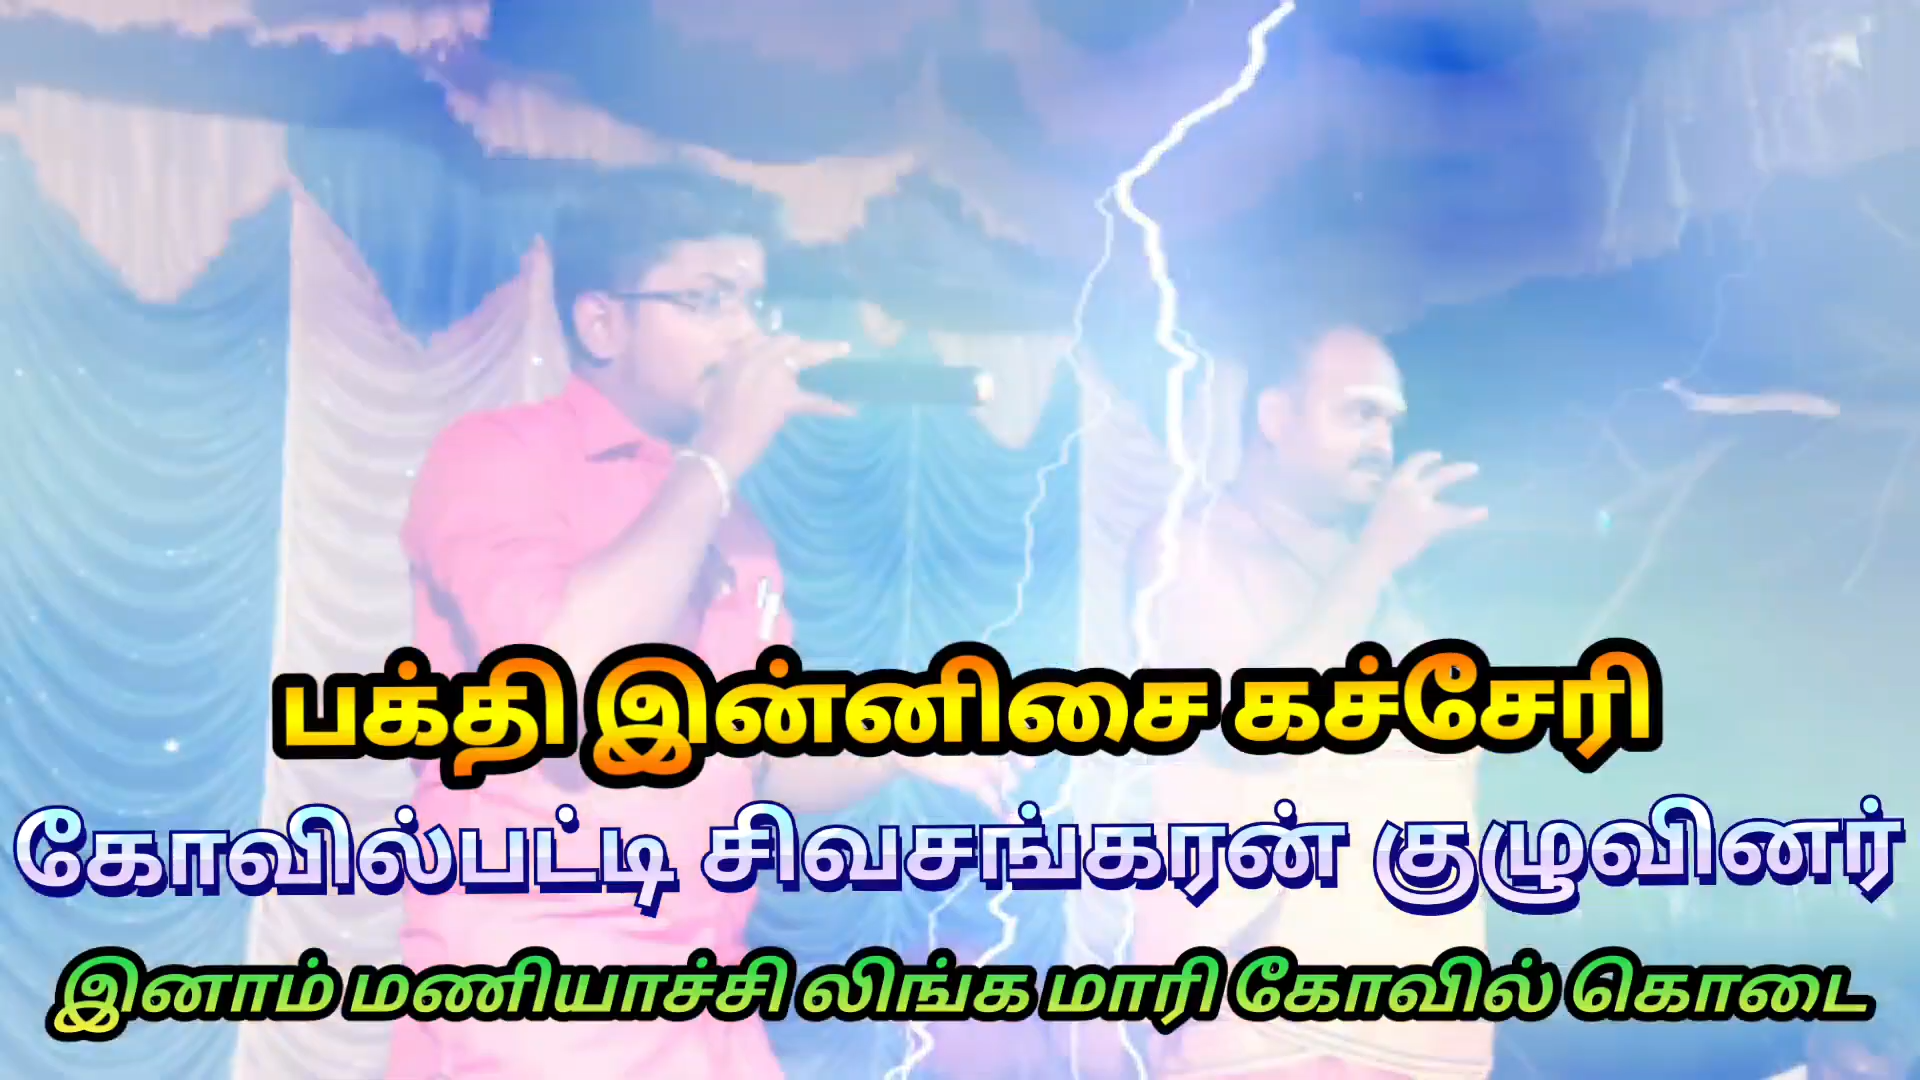 பக்தி இன்னிசை கச்சேரி
கோவில்பட்டி சிவசங்கரன் குழுவினர்
இனாம் மணியாச்சி லிங்க மாரி கோவில் கொடை